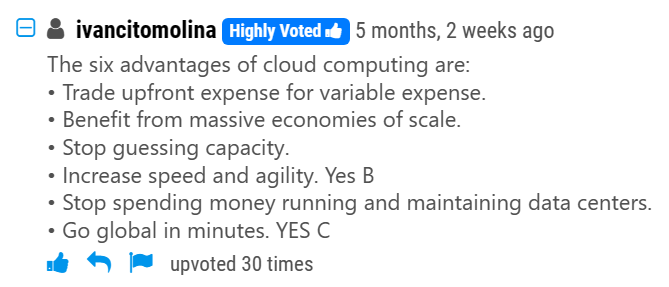 ivancitomolina Highly Voted 5 months, 2 weeks ago
The six advantages of cloud computing are:
• Trade upfront expense for variable expense.
• Benefit from massive economies of scale.
• Stop guessing capacity.
• Increase speed and agility. Yes B
• Stop spending money running and maintaining data centers.
• Go global in minutes. YES C
upvoted 30 times